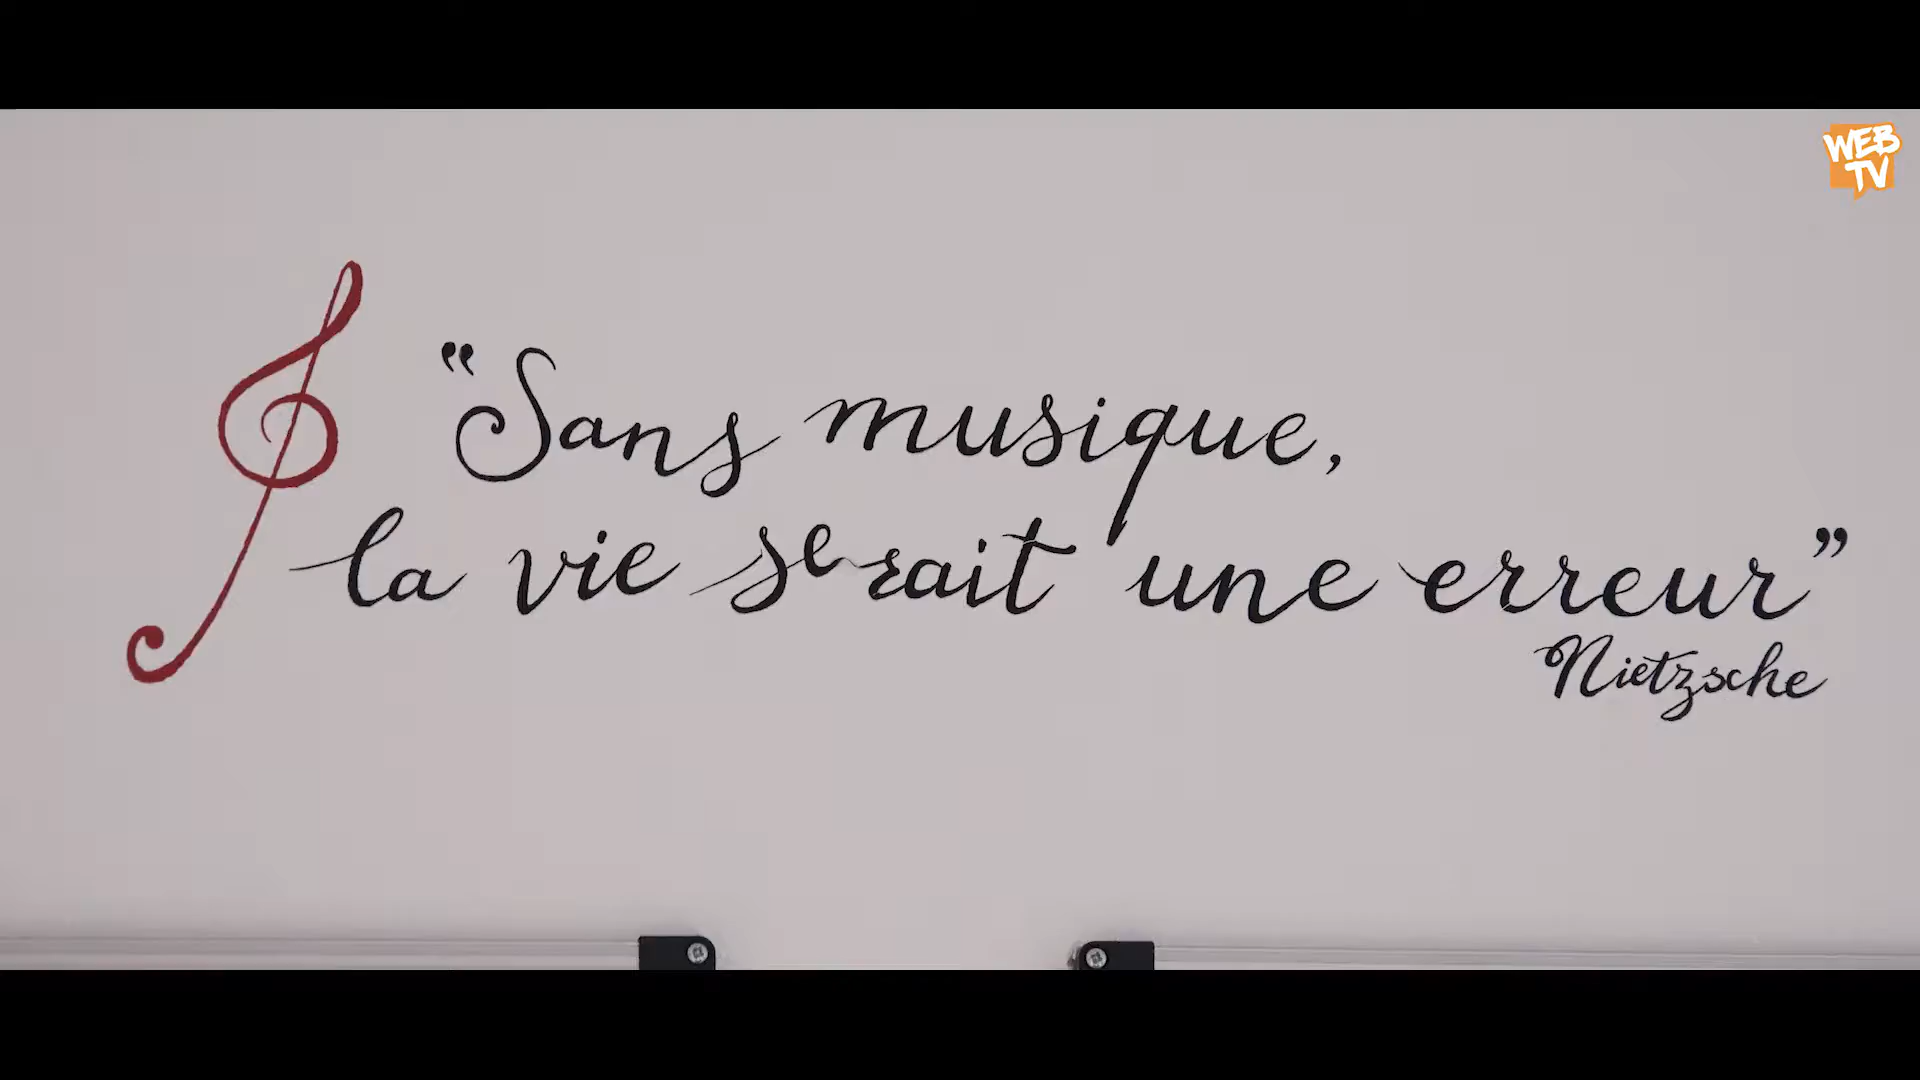 WEB
TV
“Sans musique,
la vie serait une erreur”
Nietzsche